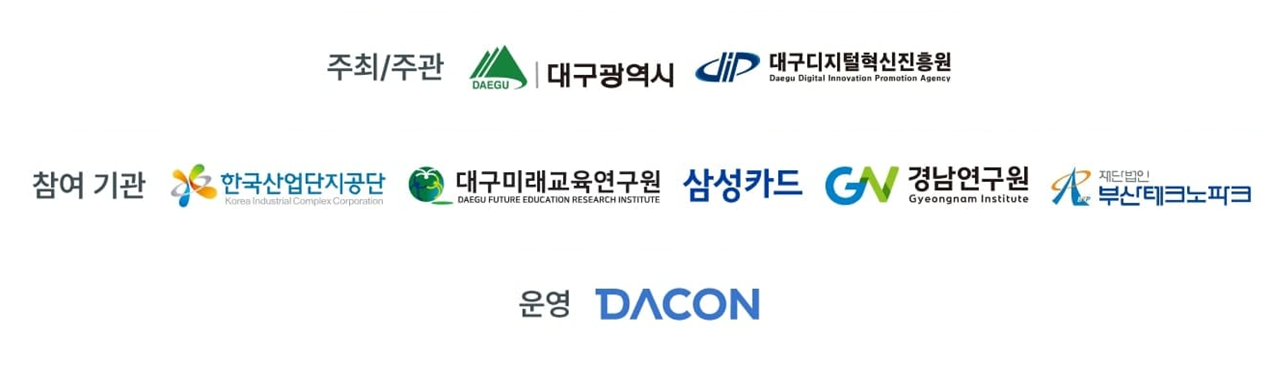 주최/주관 DAEGU 대구광역시 dip 대구디지털혁신진흥원
Daegu Digital Innovation Promotion Agency
참여 기관 한국산업단지공단 대구미래교육연구원 삼성카드 GN 경남연구원 재단법인
Korea Industrial Complex Corporation DAEGU FUTURE EDUCATION RESEARCH INSTITUTE Gyeongnam Institute 부산테크노파크
운영 DACON